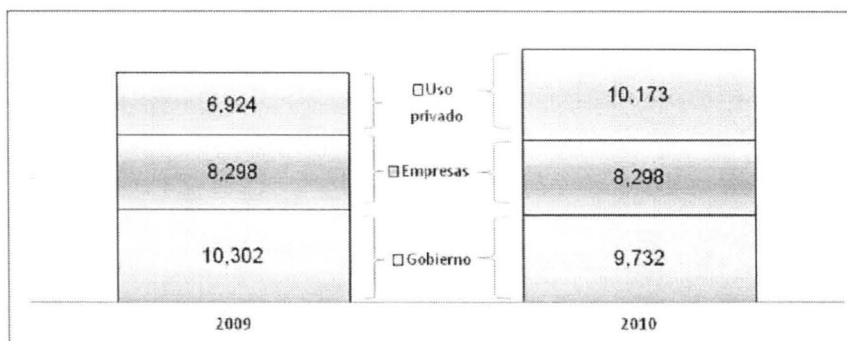 6,924
8,298
10,302
2009
☐Uso
privado
☐Empresas
☐Gobierno
10,173
8,298
9,732
2010